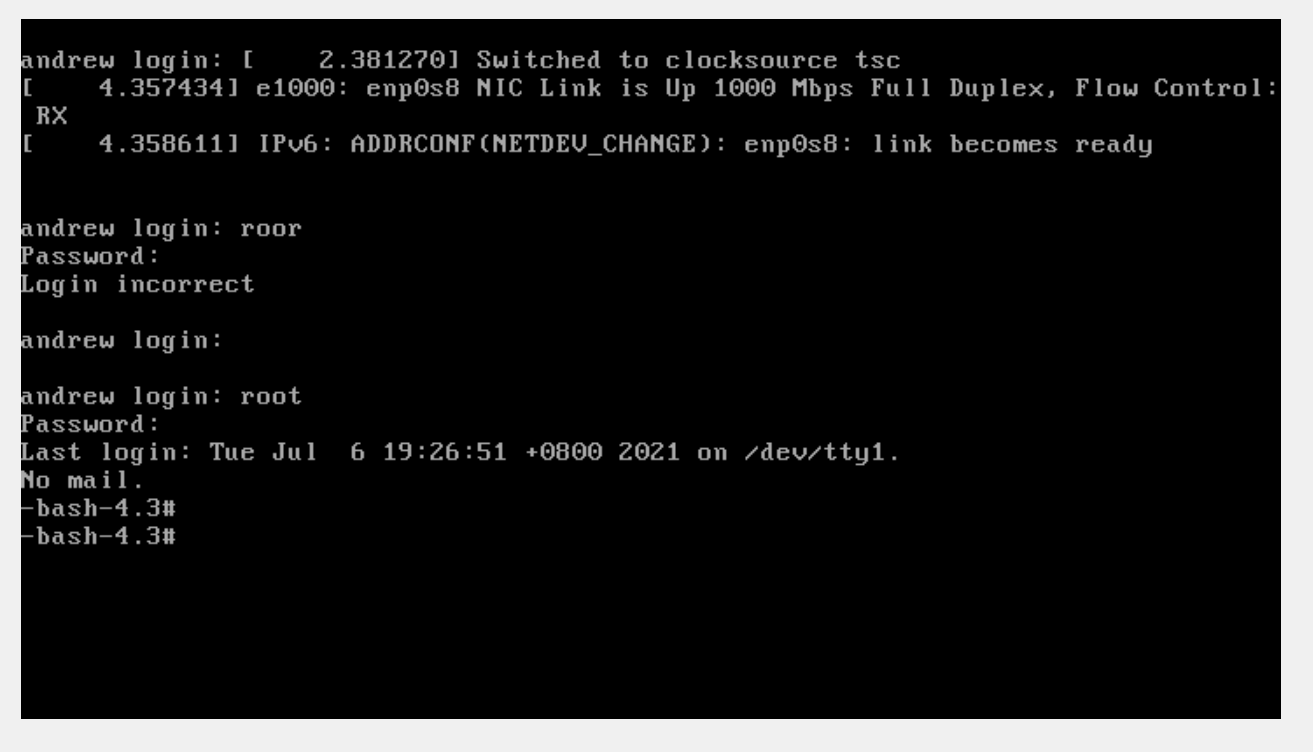 andrew login: [    2.381270] Switched to clocksource tsc
[    4.357434] e1000: enp0s8 NIC Link is Up 1000 Mbps Full Duplex, Flow Control:
 RX
[    4.358611] IPv6: ADDRCONF(NETDEV_CHANGE): enp0s8: link becomes ready
andrew login: roor
Password:
Login incorrect
andrew login:
andrew login: root
Password:
Last login: Tue Jul  6 19:26:51 +0800 2021 on /dev/tty1.
No mail.
-bash-4.3#
-bash-4.3#